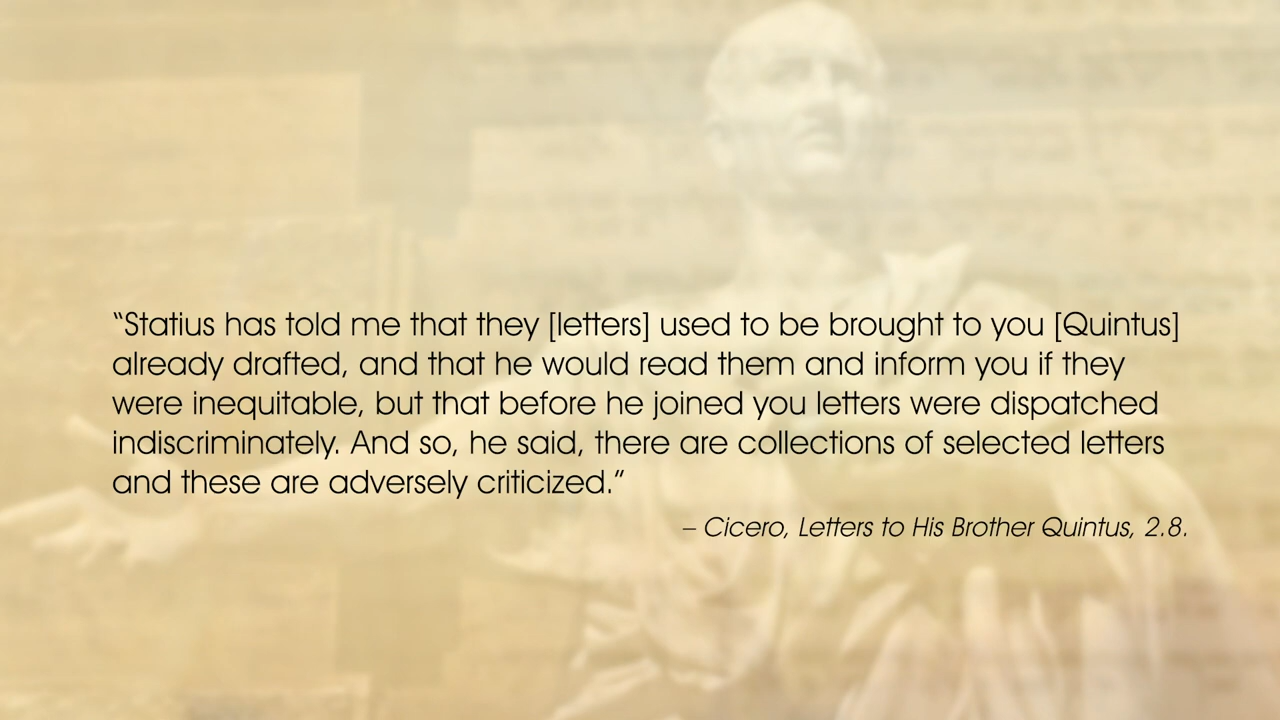 “Statius has told me that they [letters] used to be brought to you [Quintus]
already drafted, and that he would read them and inform you if they
were inequitable, but that before he joined you letters were dispatched
indiscriminately. And so, he said, there are collections of selected letters
and these are adversely criticized.”
– Cicero, Letters to His Brother Quintus, 2.8.